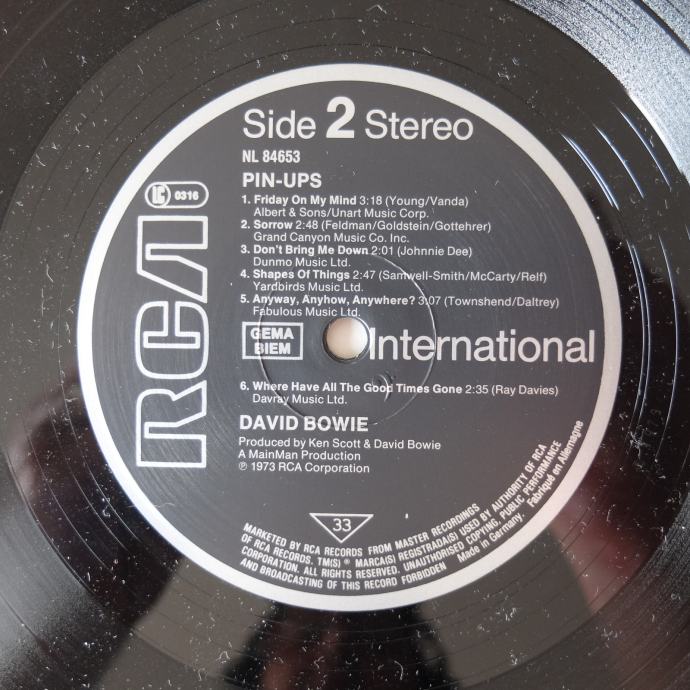 Side 2 Stereo
NL 84653
PIN-UPS
1. Friday On My Mind 3:18 (Young/Vanda)
Albert & Sons/Unart Music Corp.
2. Sorrow 2:48 (Feldman/Goldstein/Gottehrer)
Grand Canyon Music Co. Inc.
3. Don't Bring Me Down 2:01 (Johnnie Dee)
Dunmo Music Ltd.
4. Shapes Of Things 2:47 (Samwell-Smith/McCarty/Relf)
Yardbirds Music Ltd.
5. Anyway, Anyhow, Anywhere? 3:07 (Townshend/Daltrey)
Fabulous Music Ltd.
GEMA
BIEM
International
6. Where Have All The Good Times Gone 2:35 (Ray Davies)
Davray Music Ltd.
DAVID BOWIE
Produced by Ken Scott & David Bowie
A MainMan Production
℗ 1973 RCA Corporation
33
LC 0316
RCA
MARKETED BY RCA RECORDS FROM MASTER RECORDINGS
OF RCA RECORDS. TM(S) ® MARCA(S) REGISTRADA(S) USED BY AUTHORITY OF RCA
CORPORATION. ALL RIGHTS RESERVED. UNAUTHORISED COPYING, PUBLIC PERFORMANCE
AND BROADCASTING OF THIS RECORD FORBIDDEN
Made in Germany. Fabriqué en Allemagne